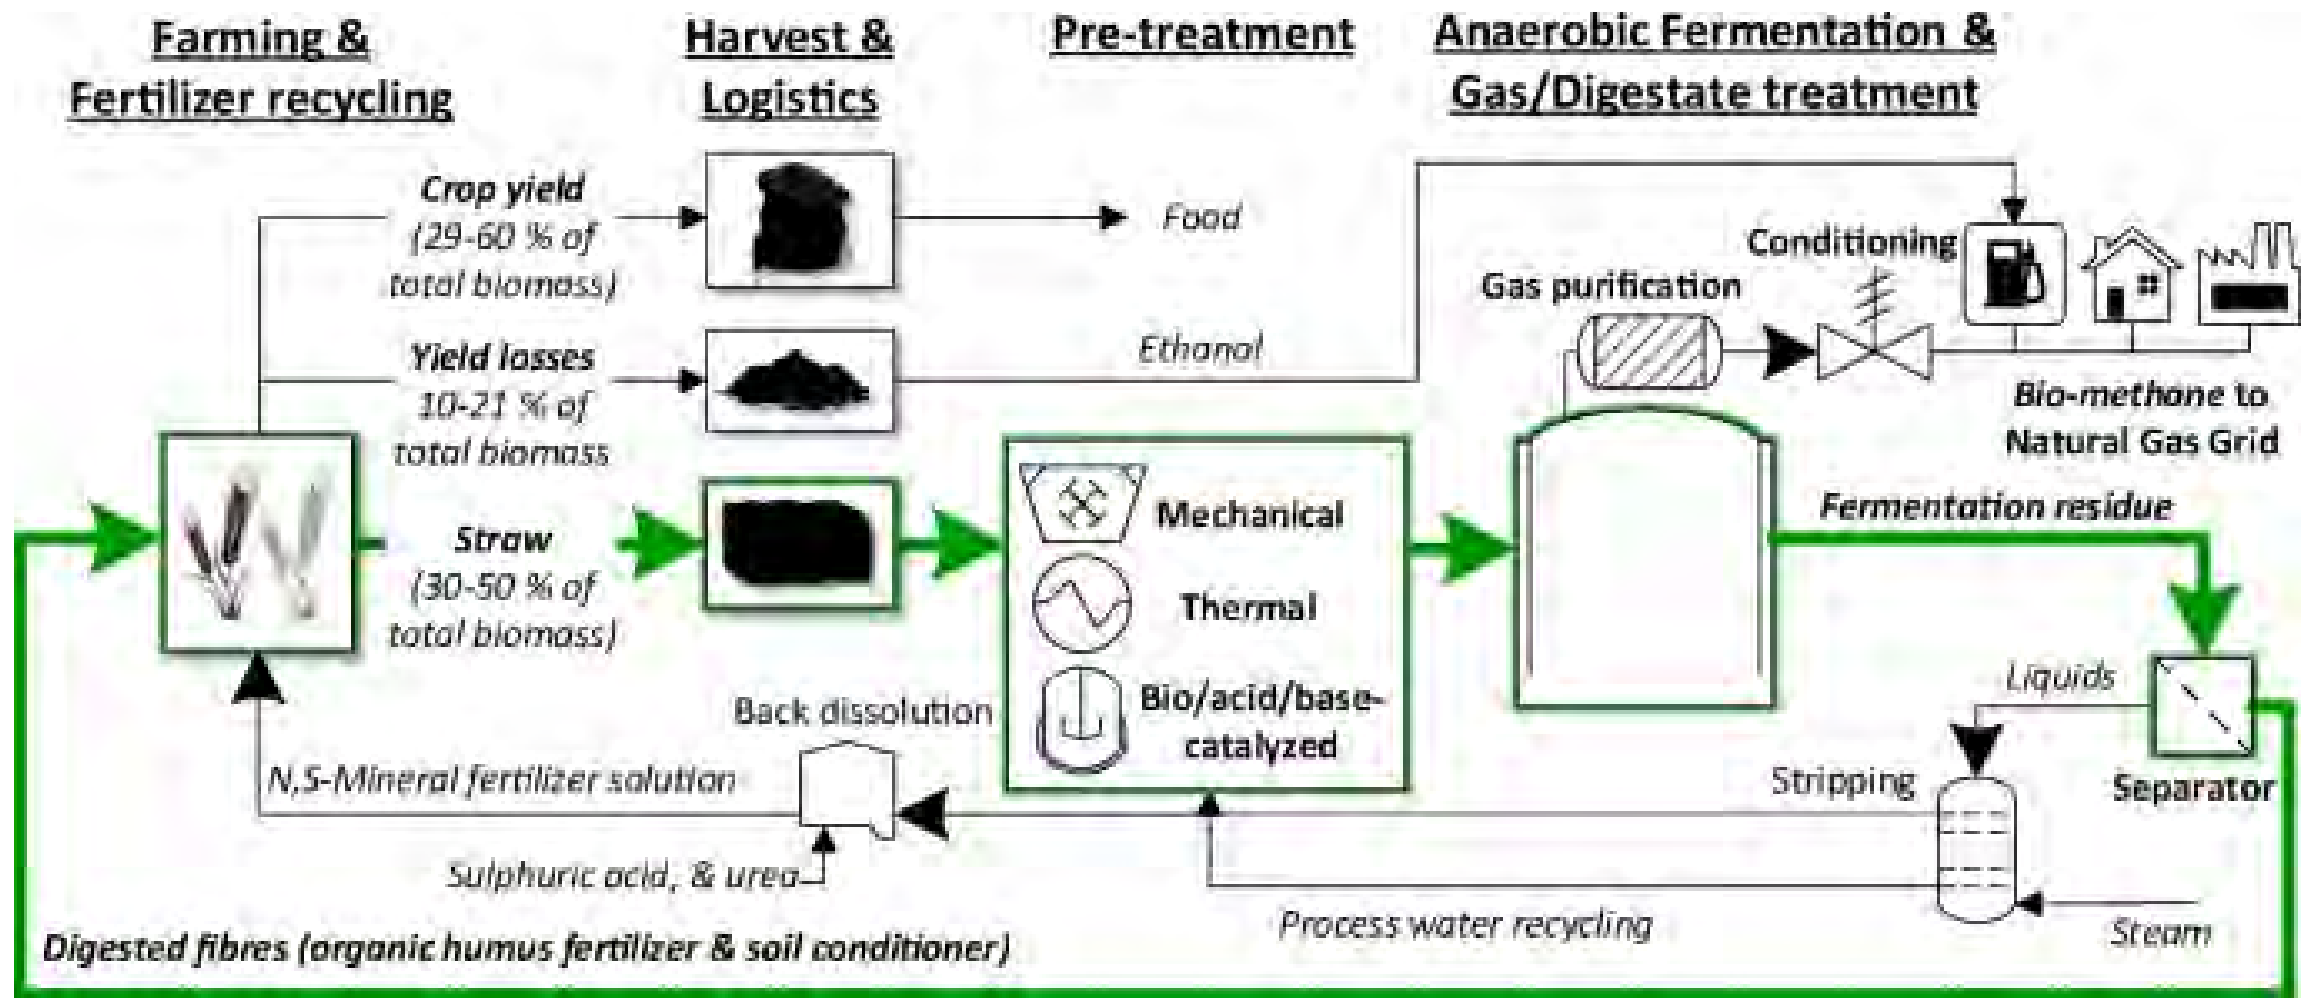 Farming &
Fertilizer recycling
Harvest &
Logistics
Pre-treatment
Anaerobic Fermentation &
Gas/Digestate treatment
Crop yield
(29-60 % of
total biomass)
Food
Conditioning
Gas purification
Yield losses
10-21 % of
total biomass
Ethanol
Bio-methane to
Natural Gas Grid
Straw
(30-50 % of
total biomass)
Mechanical
Thermal
Bio/acid/base-
catalyzed
Fermentation residue
Liquids
Separator
Stripping
Back dissolution
N,S-Mineral fertilizer solution
Sulphuric acid, & urea
Process water recycling
Steam
Digested fibres (organic humus fertilizer & soil conditioner)